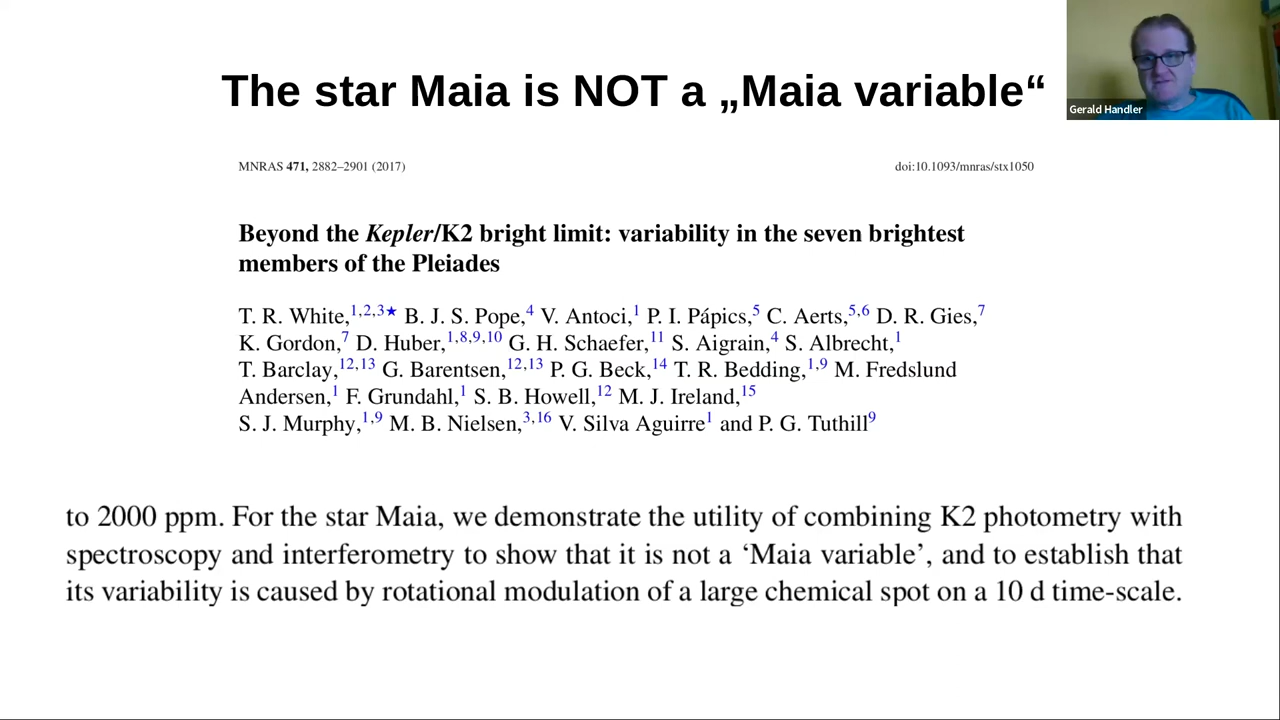 The star Maia is NOT a „Maia variable“
Gerald Handler
MNRAS 471, 2882–2901 (2017) doi:10.1093/mnras/stx1050
Beyond the Kepler/K2 bright limit: variability in the seven brightest
members of the Pleiades
T. R. White,1,2,3★ B. J. S. Pope,4 V. Antoci,1 P. I. Pápics,5 C. Aerts,5,6 D. R. Gies,7
K. Gordon,7 D. Huber,1,8,9,10 G. H. Schaefer,11 S. Aigrain,4 S. Albrecht,1
T. Barclay,12,13 G. Barentsen,12,13 P. G. Beck,14 T. R. Bedding,1,9 M. Fredslund
Andersen,1 F. Grundahl,1 S. B. Howell,12 M. J. Ireland,15
S. J. Murphy,1,9 M. B. Nielsen,3,16 V. Silva Aguirre1 and P. G. Tuthill9
to 2000 ppm. For the star Maia, we demonstrate the utility of combining K2 photometry with
spectroscopy and interferometry to show that it is not a ‘Maia variable’, and to establish that
its variability is caused by rotational modulation of a large chemical spot on a 10 d time-scale.